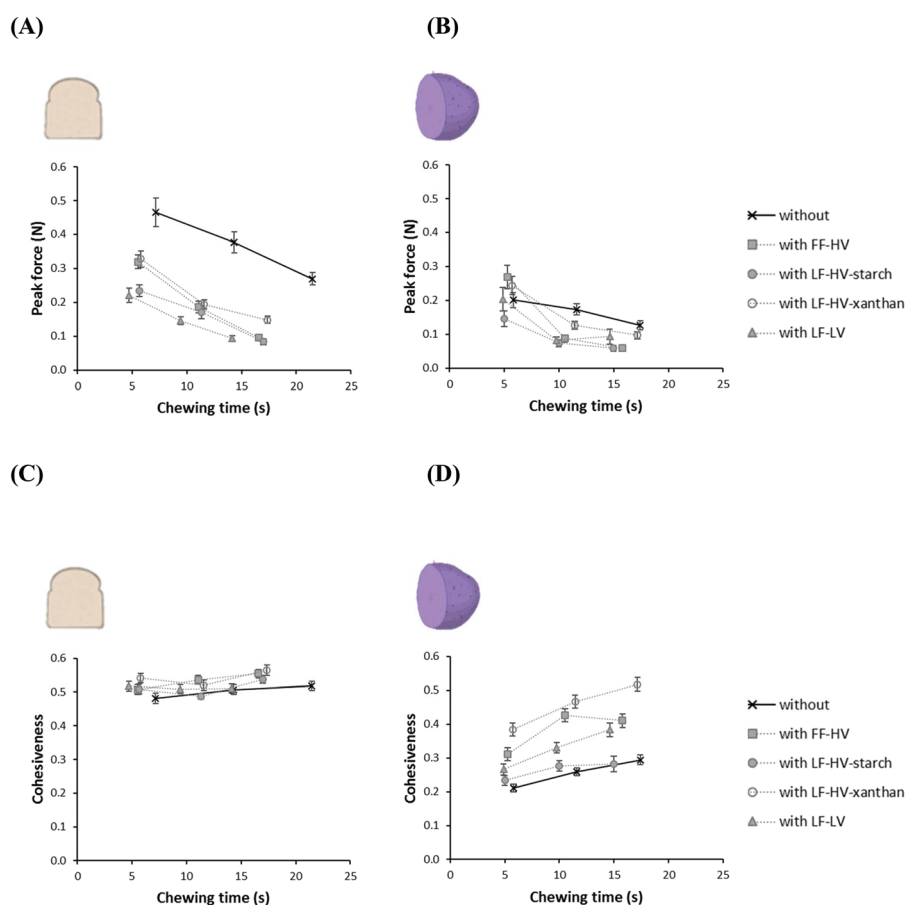 (A)
(B)
0.6
0.5
0.4
0.3
0.2
0.1
0.0
0 5 10 15 20 25
Peak force (N)
Chewing time (s)
0.6
0.5
0.4
0.3
0.2
0.1
0.0
0 5 10 15 20 25
Peak force (N)
Chewing time (s)
without
with FF-HV
with LF-HV-starch
with LF-HV-xanthan
with LF-LV
(C)
(D)
0.6
0.5
0.4
0.3
0.2
0.1
0.0
0 5 10 15 20 25
Cohesiveness
Chewing time (s)
0.6
0.5
0.4
0.3
0.2
0.1
0.0
0 5 10 15 20 25
Cohesiveness
Chewing time (s)
without
with FF-HV
with LF-HV-starch
with LF-HV-xanthan
with LF-LV